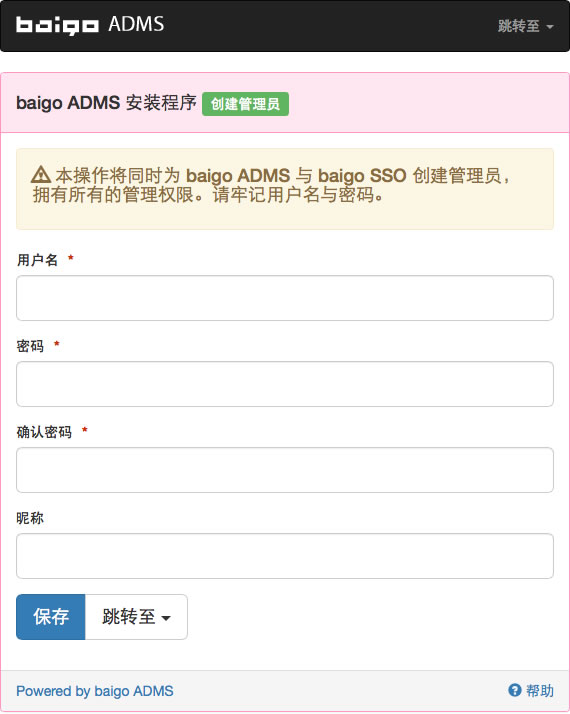 baigo ADMS
跳转至
baigo ADMS 安装程序 创建管理员
本操作将同时为 baigo ADMS 与 baigo SSO 创建管理员，
拥有所有的管理权限。请牢记用户名与密码。
用户名 *
密码 *
确认密码 *
昵称
保存 跳转至
Powered by baigo ADMS
帮助